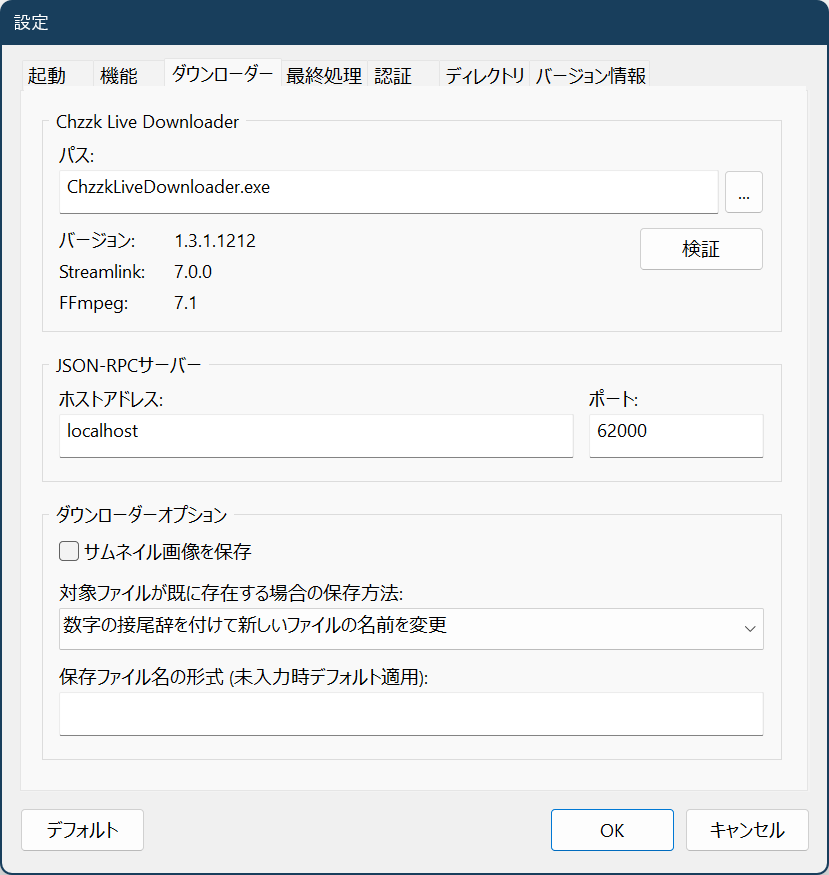 設定
起動 機能 ダウンローダー 最終処理 認証 ディレクトリ バージョン情報
Chzzk Live Downloader
パス:
ChzzkLiveDownloader.exe ...
バージョン: 1.3.1.1212 検証
Streamlink: 7.0.0
FFmpeg: 7.1
JSON-RPCサーバー
ホストアドレス: ポート:
localhost 62000
ダウンローダーオプション
サムネイル画像を保存
対象ファイルが既に存在する場合の保存方法:
数字の接尾辞を付けて新しいファイルの名前を変更
保存ファイル名の形式 (未入力時デフォルト適用):
デフォルト OK キャンセル